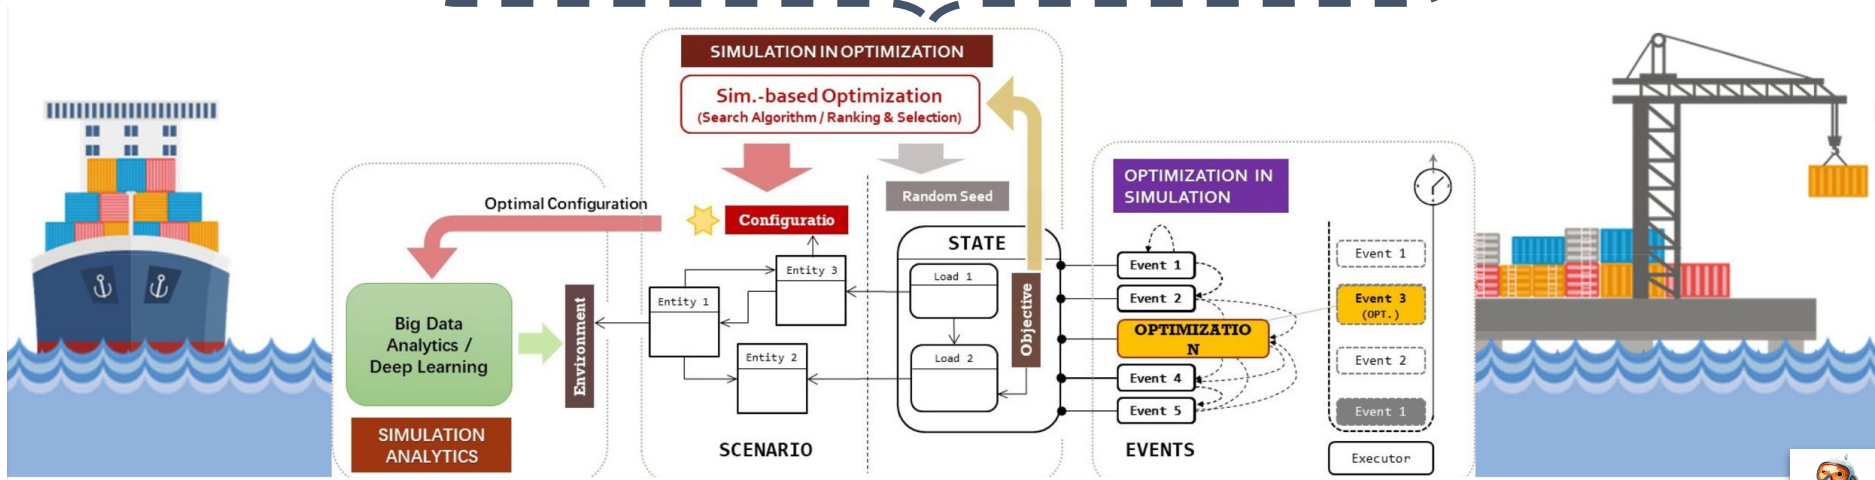 SIMULATION IN OPTIMIZATION
Sim.-based Optimization
(Search Algorithm / Ranking & Selection)
Optimal Configuration
Configuratio
Random Seed
Big Data
Analytics /
Deep Learning
SIMULATION
ANALYTICS
Environment
Entity 1
Entity 3
Entity 2
SCENARIO
STATE
Load 1
Load 2
Objective
OPTIMIZATION IN
SIMULATION
Event 1
Event 2
OPTIMIZATIO
N
Event 4
Event 5
EVENTS
Event 1
Event 3
(OPT.)
Event 2
Event 1
Executor